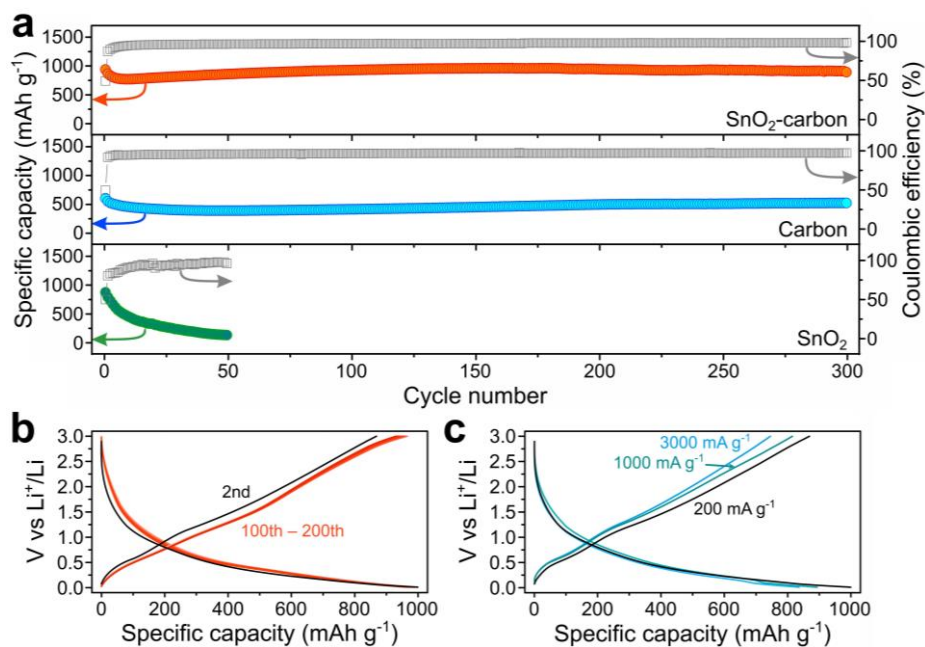 a
Specific capacity (mAh g⁻¹)
Coulombic efficiency (%)
1500
1000
500
0
100
50
0
SnO₂-carbon
1500
1000
500
0
100
50
0
Carbon
1500
1000
500
0
100
50
0
SnO₂
0 50 100 150 200 250 300
Cycle number
b
V vs Li⁺/Li
3.0
2.5
2.0
1.5
1.0
0.5
0.0
2nd
100th – 200th
0 200 400 600 800 1000
Specific capacity (mAh g⁻¹)
c
V vs Li⁺/Li
3.0
2.5
2.0
1.5
1.0
0.5
0.0
3000 mA g⁻¹
1000 mA g⁻¹
200 mA g⁻¹
0 200 400 600 800 1000
Specific capacity (mAh g⁻¹)